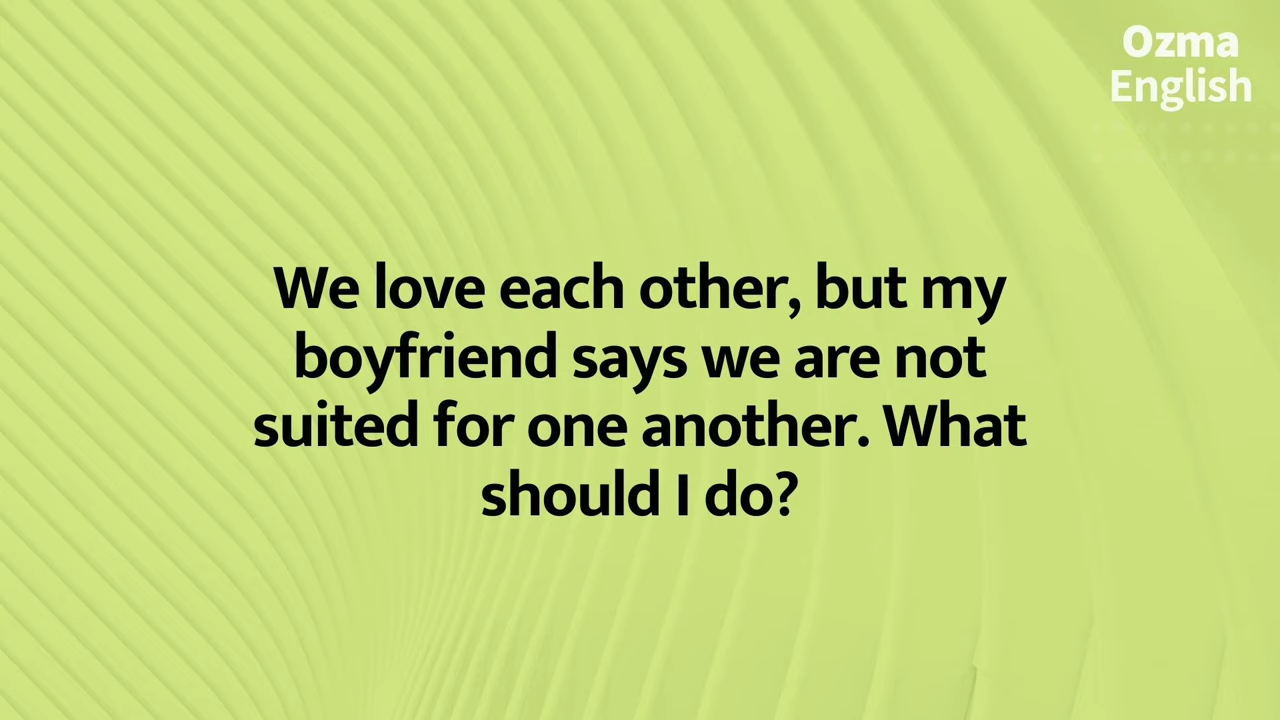 Ozma
English
We love each other, but my
boyfriend says we are not
suited for one another. What
should I do?